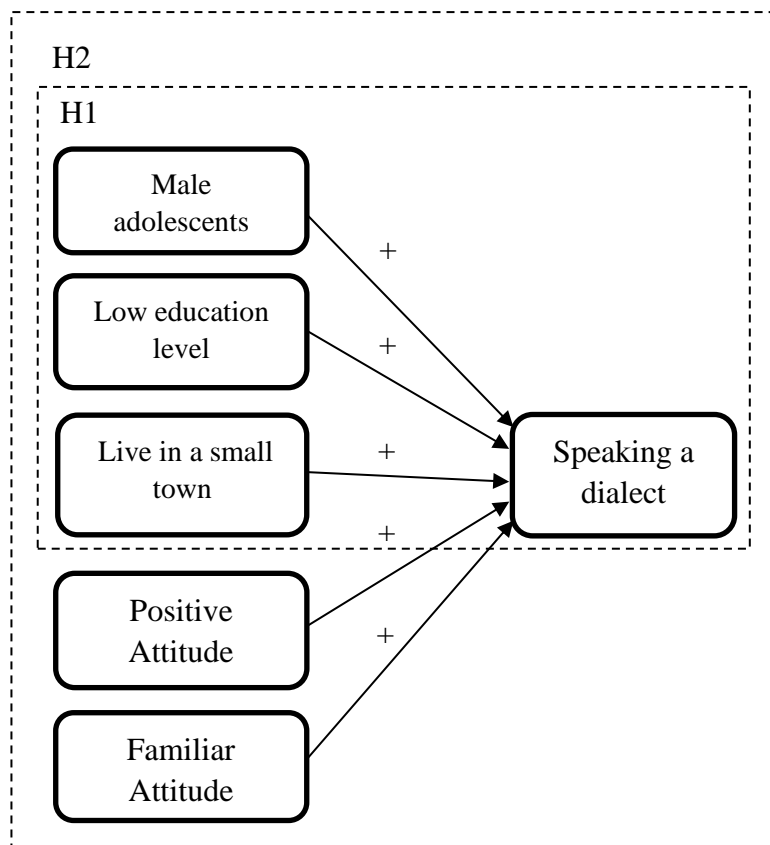 H2
H1
Male
adolescents
+
Low education
level
+
Live in a small
town
+
Speaking a
dialect
+
Positive
Attitude
+
Familiar
Attitude